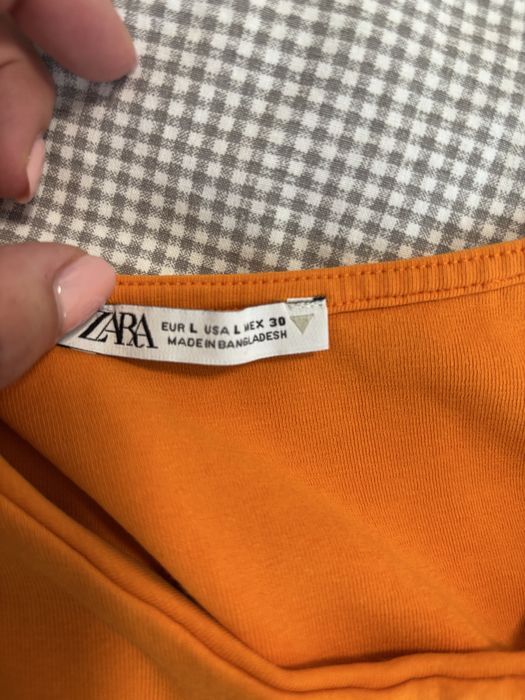 ZARA
EUR L USA L MEX 30
MADE IN BANGLADESH